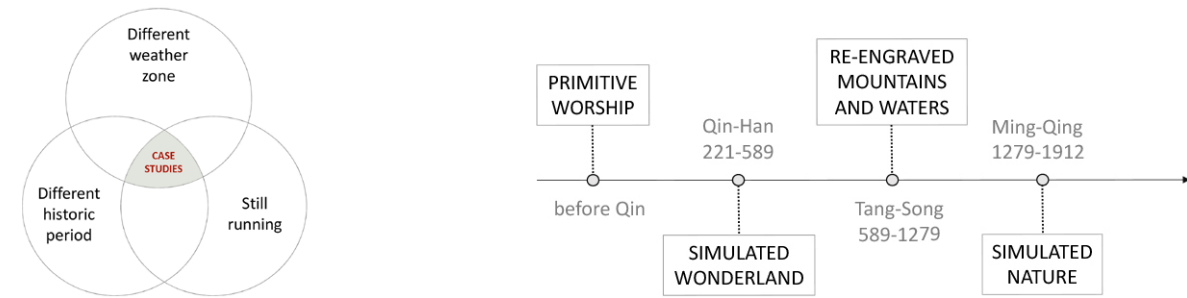 Different
weather
zone
CASE
STUDIES
Different
historic
period
Still
running
PRIMITIVE
WORSHIP
before Qin
Qin-Han
221-589
SIMULATED
WONDERLAND
RE-ENGRAVED
MOUNTAINS
AND WATERS
Tang-Song
589-1279
Ming-Qing
1279-1912
SIMULATED
NATURE